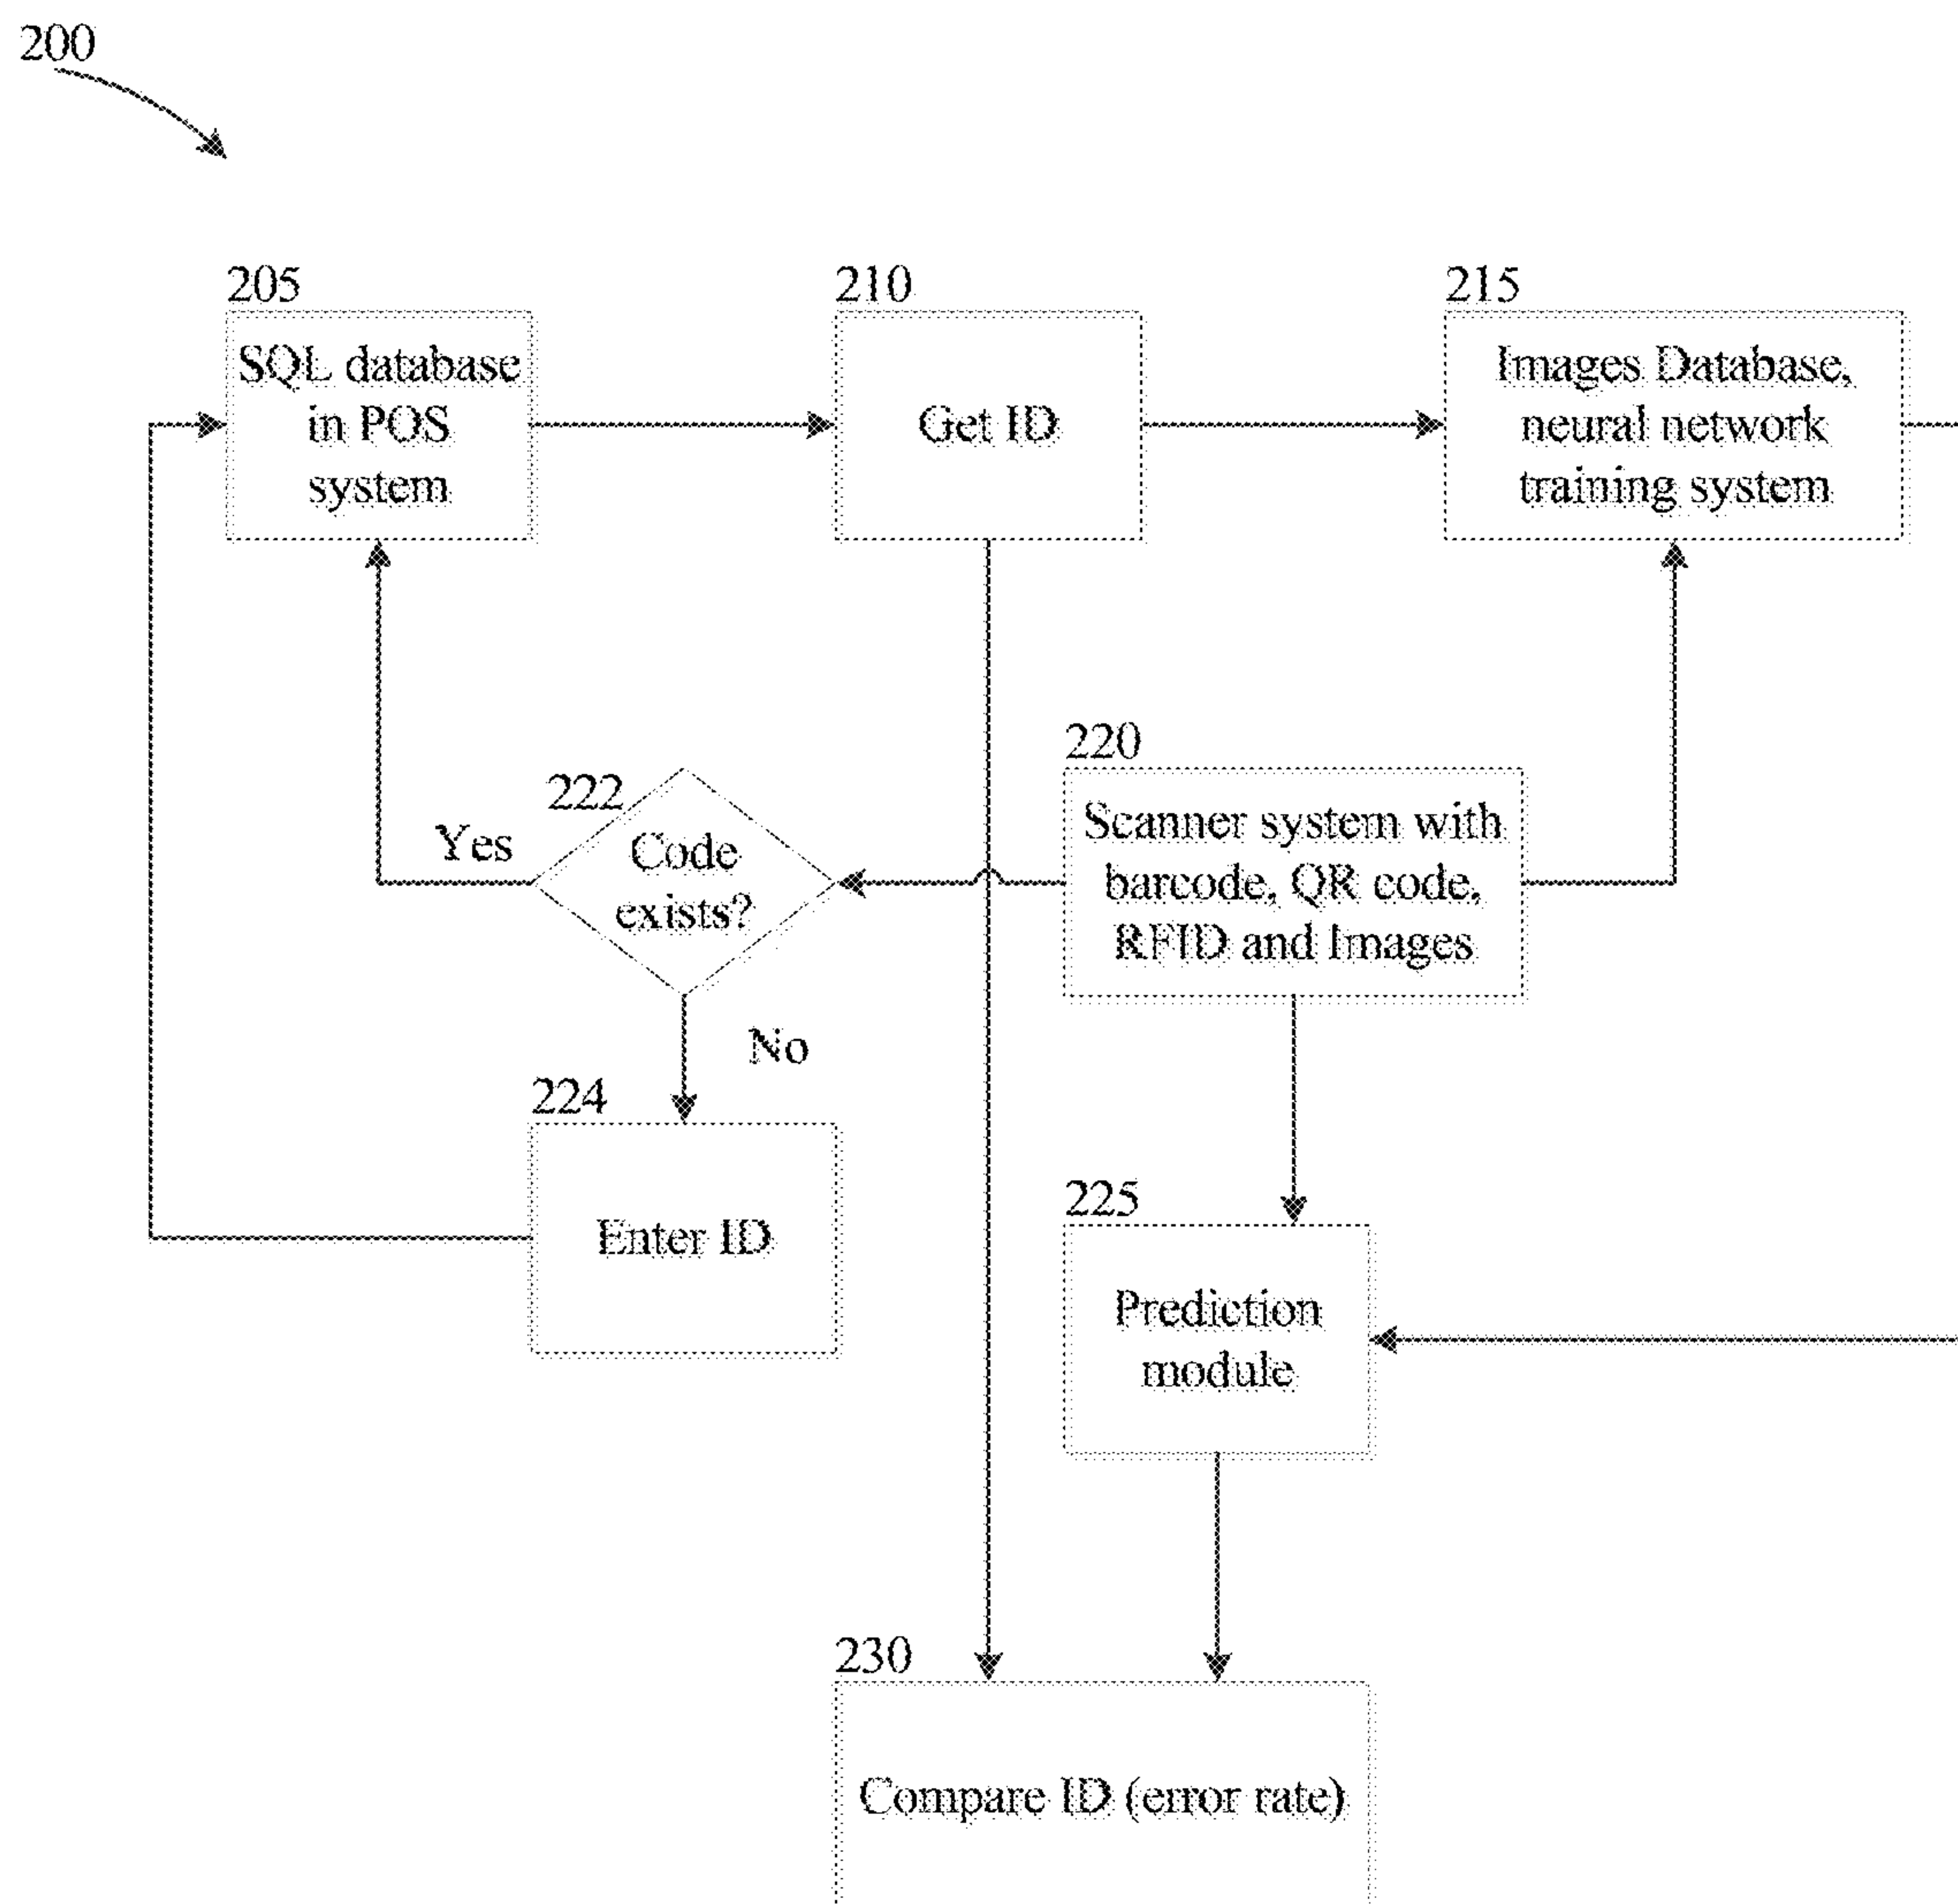 200
205
SQL database
in POS
system
210
Get ID
215
Images Database,
neural network
training system
220
Scanner system with
barcode, QR code,
RFID and Images
222
Code
exists?
Yes
No
224
Enter ID
225
Prediction
module
230
Compare ID (error rate)